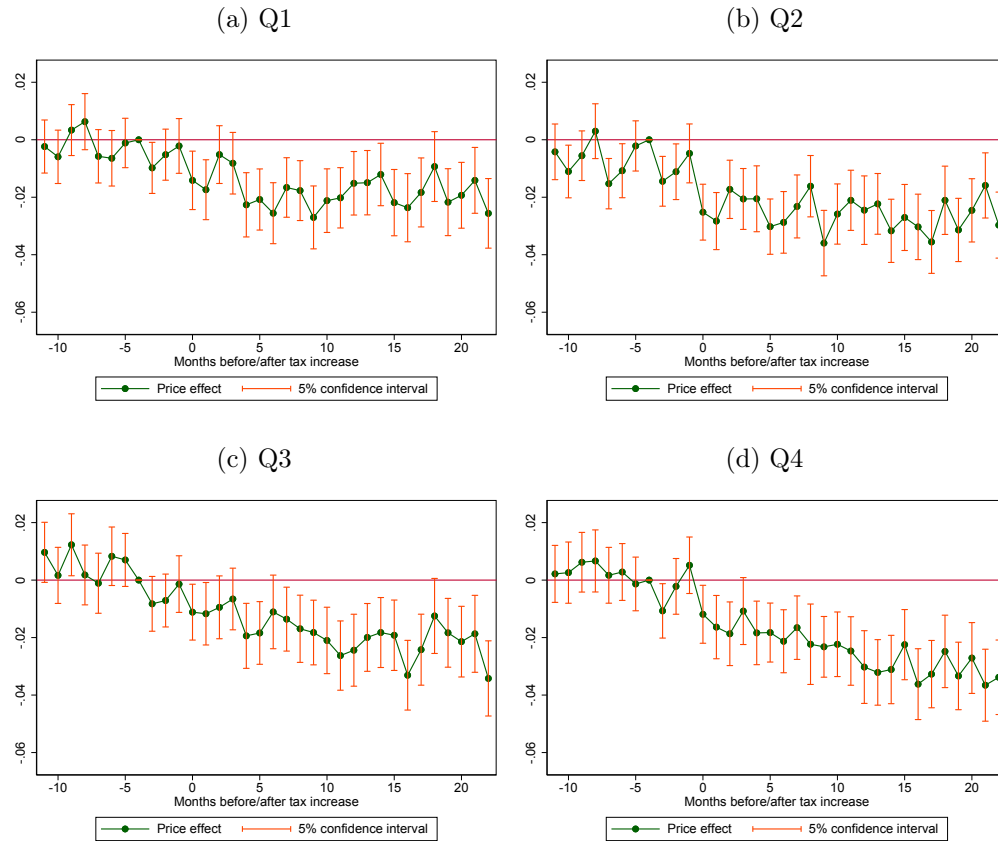 (a) Q1
.02
0
-.02
-.04
-.06
-10 -5 0 5 10 15 20
Months before/after tax increase
Price effect 5% confidence interval
(b) Q2
.02
0
-.02
-.04
-.06
-10 -5 0 5 10 15 20
Months before/after tax increase
Price effect 5% confidence interval
(c) Q3
.02
0
-.02
-.04
-.06
-10 -5 0 5 10 15 20
Months before/after tax increase
Price effect 5% confidence interval
(d) Q4
.02
0
-.02
-.04
-.06
-10 -5 0 5 10 15 20
Months before/after tax increase
Price effect 5% confidence interval